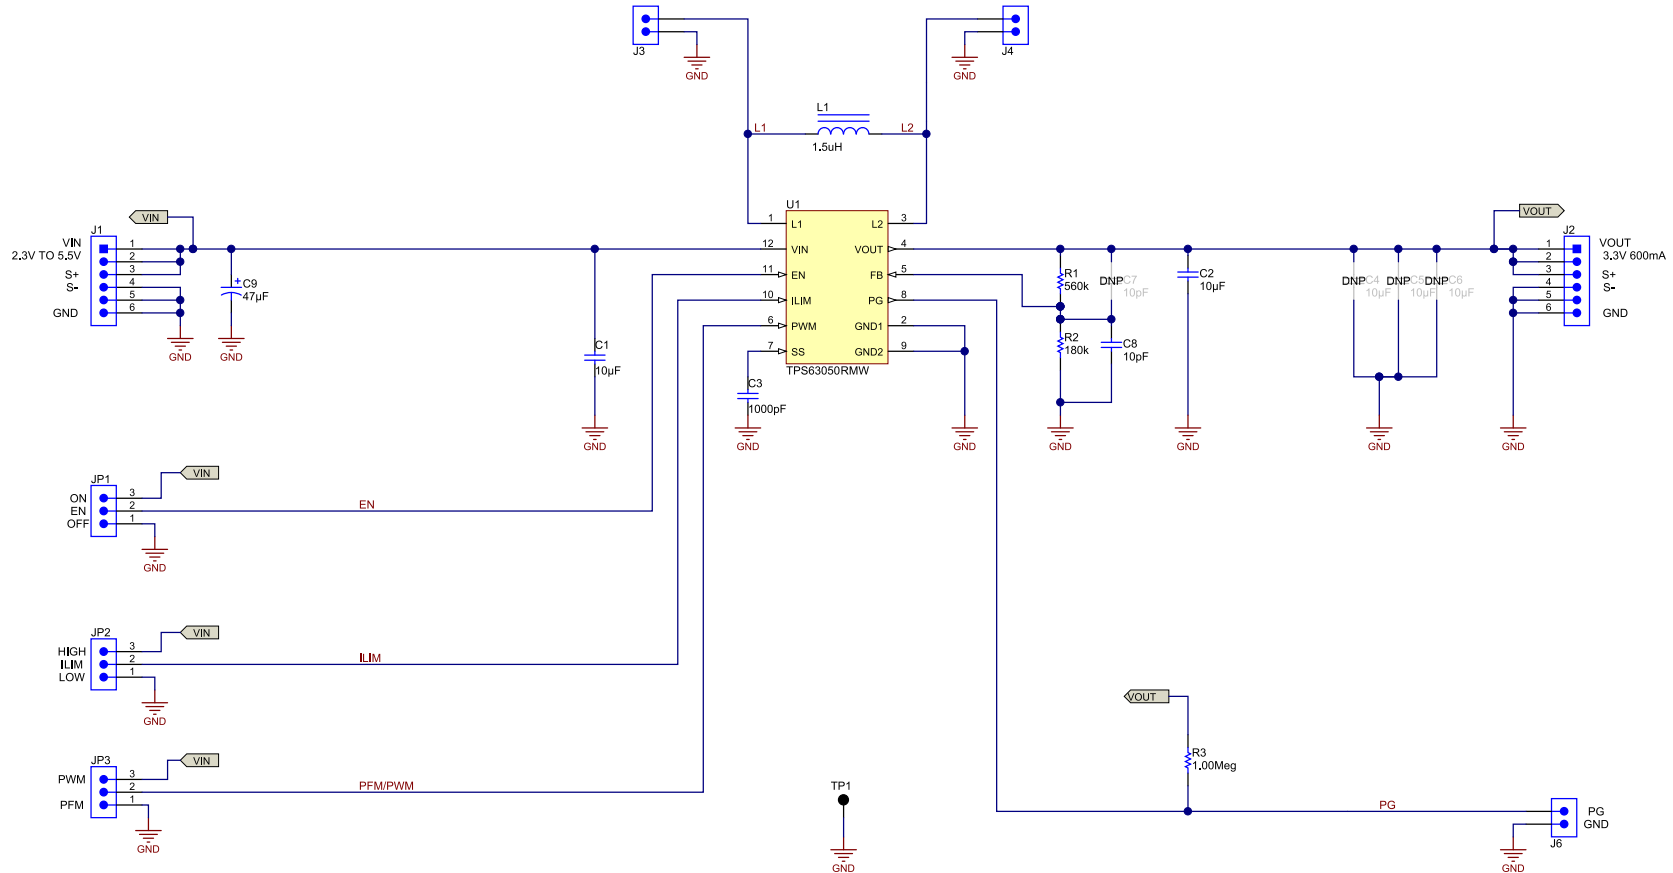 J3
GND
J4
GND
L1
L1
L2
1.5uH
U1
1
L1
L2
3
12
VIN
VOUT
4
11
EN
FB
5
10
ILIM
PG
8
6
PWM
GND1
2
7
SS
GND2
9
TPS63050RMW
VIN
J1
VIN
2.3V TO 5.5V
S+
S-
GND
1
2
3
4
5
6
GND
+
C9
47µF
GND
C1
10µF
GND
C3
1000pF
GND
GND
R1
560k
R2
180k
GND
DNP
C7
10pF
C8
10pF
C2
10µF
GND
DNP
C4
10µF
DNP
C5
10µF
DNP
C6
10µF
GND
VOUT
J2
1
2
3
4
5
6
VOUT
3.3V 600mA
S+
S-
GND
GND
JP1
VIN
ON
3
EN
2
OFF
1
EN
GND
JP2
VIN
HIGH
3
ILIM
2
LOW
1
ILIM
GND
JP3
VIN
PWM
3
2
PFM
1
PFM/PWM
GND
TP1
GND
VOUT
R3
1.00Meg
PG
PG
GND
J6
GND